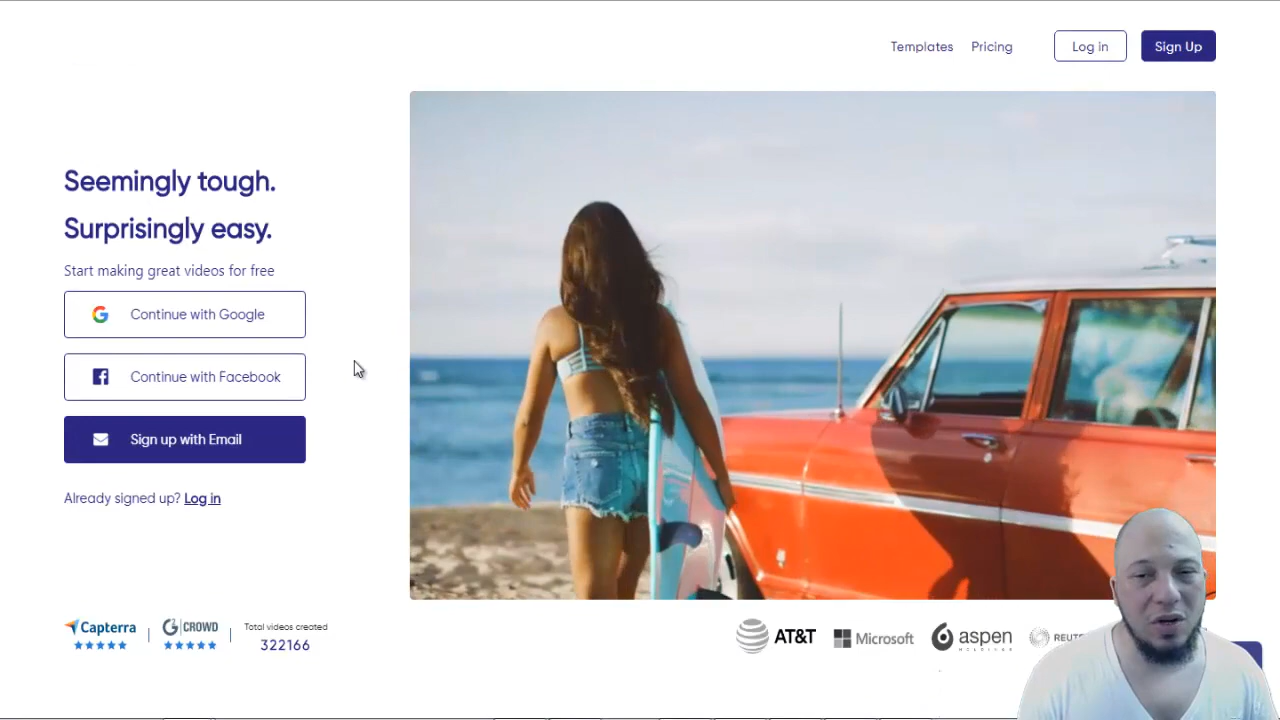 Templates
Pricing
Log in
Sign Up
Seemingly tough.
Surprisingly easy.
Start making great videos for free
Continue with Google
Continue with Facebook
Sign up with Email
Already signed up? Log in
Capterra
CROWD
Total videos created
322166
AT&T
Microsoft
aspen